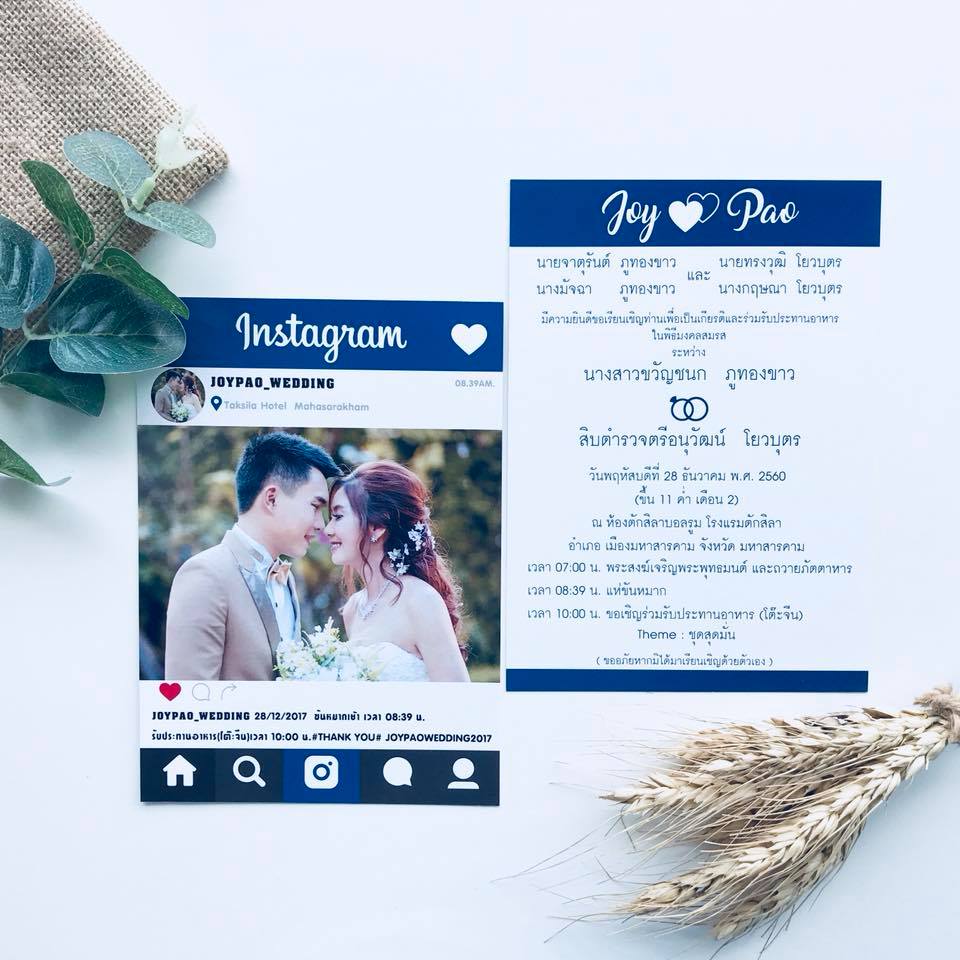 Instagram
JOYPAO_WEDDING
08.39AM.
Taksila Hotel Mahasarakham
JOYPAO_WEDDING 28/12/2017 ขันหมากเช้า เวลา 08:39 น.
รับประทานอาหาร(โต๊ะจีน)เวลา 10:00 น.#THANK YOU# JOYPAOWEDDING2017
Joy Pao
นายจาตุรันต์ ภูทองขาว และ นายทรงวุฒิ โยวบุตร
นางมัจฉา ภูทองขาว นางกฤษณา โยวบุตร
มีความยินดีขอเรียนเชิญท่านเพื่อเป็นเกียรติและร่วมรับประทานอาหาร
ในพิธีมงคลสมรส
ระหว่าง
นางสาวขวัญชนก ภูทองขาว
สิบตำรวจตรีอนุวัฒน์ โยวบุตร
วันพฤหัสบดีที่ 28 ธันวาคม พ.ศ. 2560
(ขึ้น 11 ค่ำ เดือน 2)
ณ ห้องตักสิลาบอลรูม โรงแรมตักสิลา
อำเภอ เมืองมหาสารคาม จังหวัด มหาสารคาม
เวลา 07:00 น. พระสงฆ์เจริญพระพุทธมนต์ และถวายภัตตาหาร
เวลา 08:39 น. แห่ขันหมาก
เวลา 10:00 น. ขอเชิญร่วมรับประทานอาหาร (โต๊ะจีน)
Theme : ชุดสุดมั่น
( ขออภัยหากมิได้มาเรียนเชิญด้วยตัวเอง )